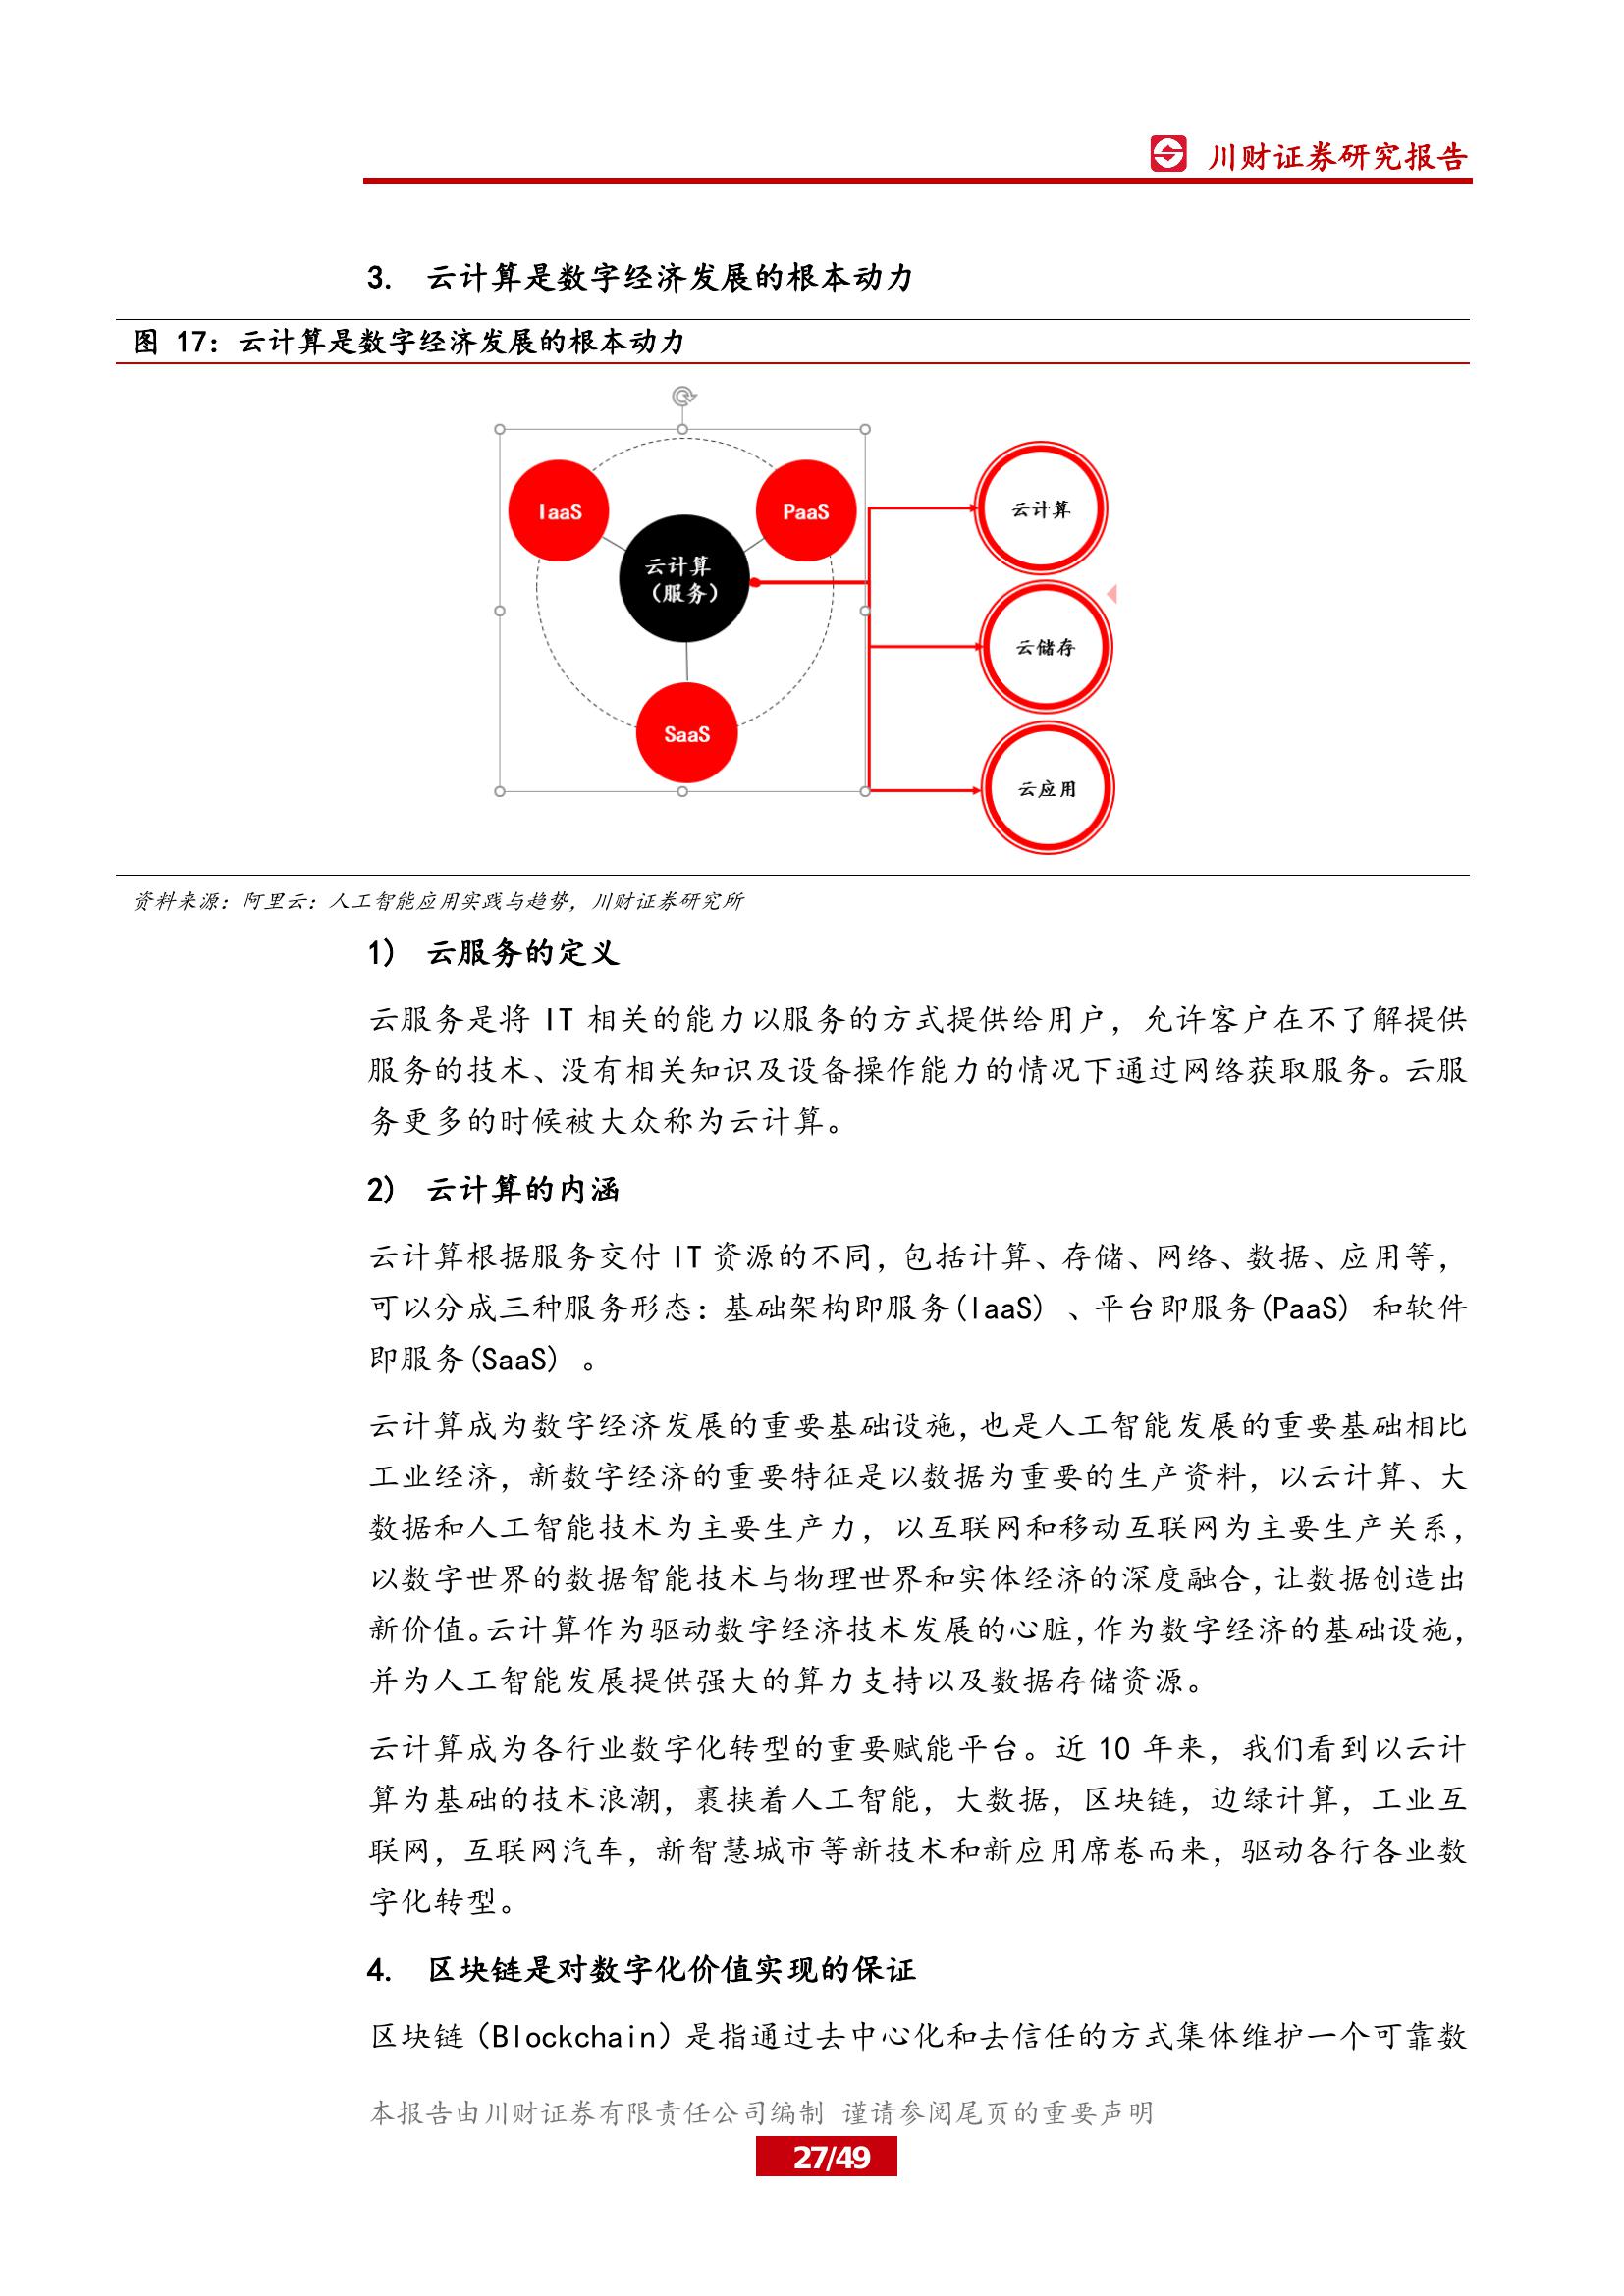 川财证券研究报告
3. 云计算是数字经济发展的根本动力
图 17：云计算是数字经济发展的根本动力
IaaS
PaaS
云计算
（服务）
SaaS
云计算
云储存
云应用
资料来源：阿里云：人工智能应用实践与趋势，川财证券研究所
1) 云服务的定义
云服务是将 IT 相关的能力以服务的方式提供给用户，允许客户在不了解提供
服务的技术、没有相关知识及设备操作能力的情况下通过网络获取服务。云服
务更多的时候被大众称为云计算。
2) 云计算的内涵
云计算根据服务交付 IT 资源的不同，包括计算、存储、网络、数据、应用等，
可以分成三种服务形态：基础架构即服务(IaaS) 、平台即服务(PaaS) 和软件
即服务(SaaS) 。
云计算成为数字经济发展的重要基础设施，也是人工智能发展的重要基础相比
工业经济，新数字经济的重要特征是以数据为重要的生产资料，以云计算、大
数据和人工智能技术为主要生产力，以互联网和移动互联网为主要生产关系，
以数字世界的数据智能技术与物理世界和实体经济的深度融合，让数据创造出
新价值。云计算作为驱动数字经济技术发展的心脏，作为数字经济的基础设施，
并为人工智能发展提供强大的算力支持以及数据存储资源。
云计算成为各行业数字化转型的重要赋能平台。近 10 年来，我们看到以云计
算为基础的技术浪潮，裹挟着人工智能，大数据，区块链，边绿计算，工业互
联网，互联网汽车，新智慧城市等新技术和新应用席卷而来，驱动各行各业数
字化转型。
4. 区块链是对数字化价值实现的保证
区块链（Blockchain）是指通过去中心化和去信任的方式集体维护一个可靠数
本报告由川财证券有限责任公司编制 谨请参阅尾页的重要声明
27/49